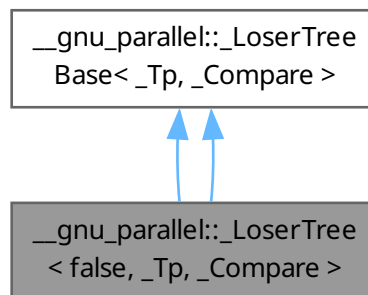 __gnu_parallel::_LoserTree
Base< _Tp, _Compare >
__gnu_parallel::_LoserTree
< false, _Tp, _Compare >